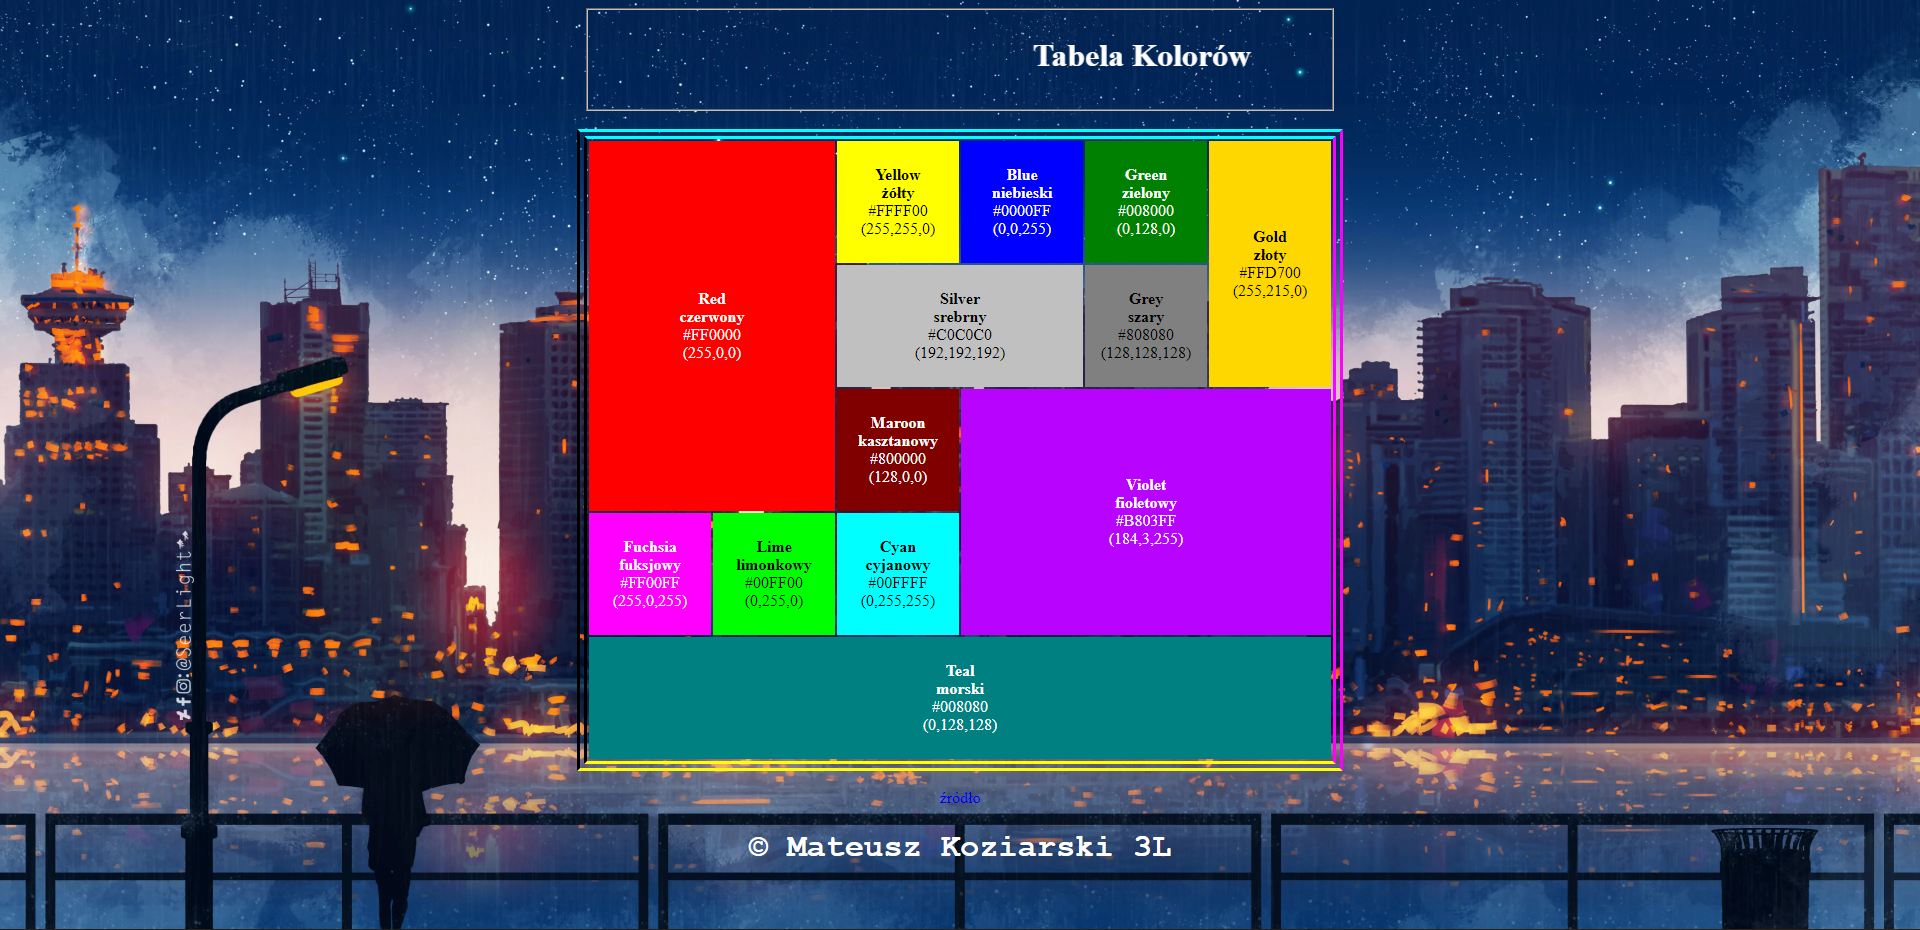 Tabela Kolorów
Red
czerwony
#FF0000
(255,0,0)
Yellow
żółty
#FFFF00
(255,255,0)
Blue
niebieski
#0000FF
(0,0,255)
Green
zielony
#008000
(0,128,0)
Gold
złoty
#FFD700
(255,215,0)
Silver
srebrny
#C0C0C0
(192,192,192)
Grey
szary
#808080
(128,128,128)
Maroon
kasztanowy
#800000
(128,0,0)
Violet
fioletowy
#B803FF
(184,3,255)
Fuchsia
fuksjowy
#FF00FF
(255,0,255)
Lime
limonkowy
#00FF00
(0,255,0)
Cyan
cyjanowy
#00FFFF
(0,255,255)
Teal
morski
#008080
(0,128,128)
:@SeerLight
źródło
© Mateusz Koziarski 3L